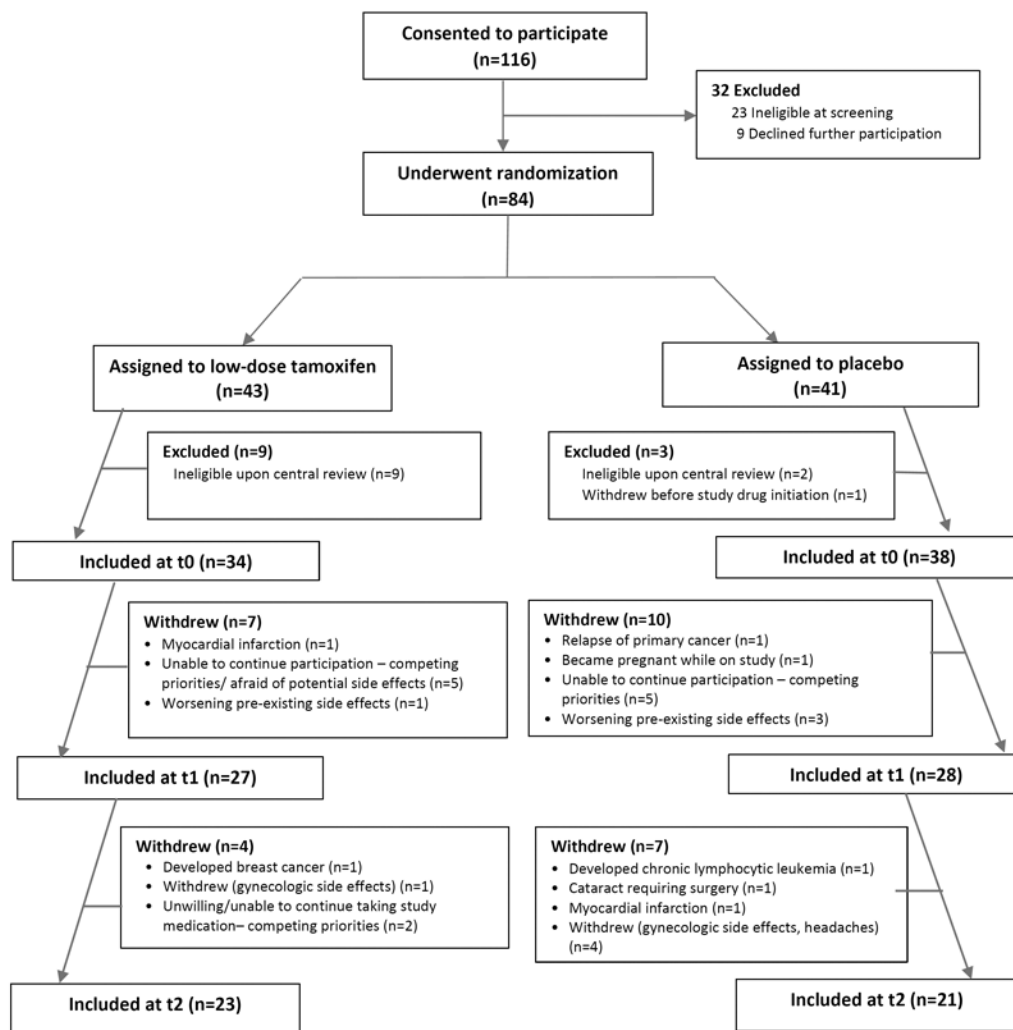 Consented to participate
(n=116)
32 Excluded
23 Ineligible at screening
9 Declined further participation
Underwent randomization
(n=84)
Assigned to low-dose tamoxifen
(n=43)
Assigned to placebo
(n=41)
Excluded (n=9)
Ineligible upon central review (n=9)
Excluded (n=3)
Ineligible upon central review (n=2)
Withdrew before study drug initiation (n=1)
Included at t0 (n=34)
Included at t0 (n=38)
Withdrew (n=7)
• Myocardial infarction (n=1)
• Unable to continue participation – competing
priorities/ afraid of potential side effects (n=5)
• Worsening pre-existing side effects (n=1)
Withdrew (n=10)
• Relapse of primary cancer (n=1)
• Became pregnant while on study (n=1)
• Unable to continue participation – competing
priorities (n=5)
• Worsening pre-existing side effects (n=3)
Included at t1 (n=27)
Included at t1 (n=28)
Withdrew (n=4)
• Developed breast cancer (n=1)
• Withdrew (gynecologic side effects) (n=1)
• Unwilling/unable to continue taking study
medication– competing priorities (n=2)
Withdrew (n=7)
• Developed chronic lymphocytic leukemia (n=1)
• Cataract requiring surgery (n=1)
• Myocardial infarction (n=1)
• Withdrew (gynecologic side effects, headaches)
(n=4)
Included at t2 (n=23)
Included at t2 (n=21)